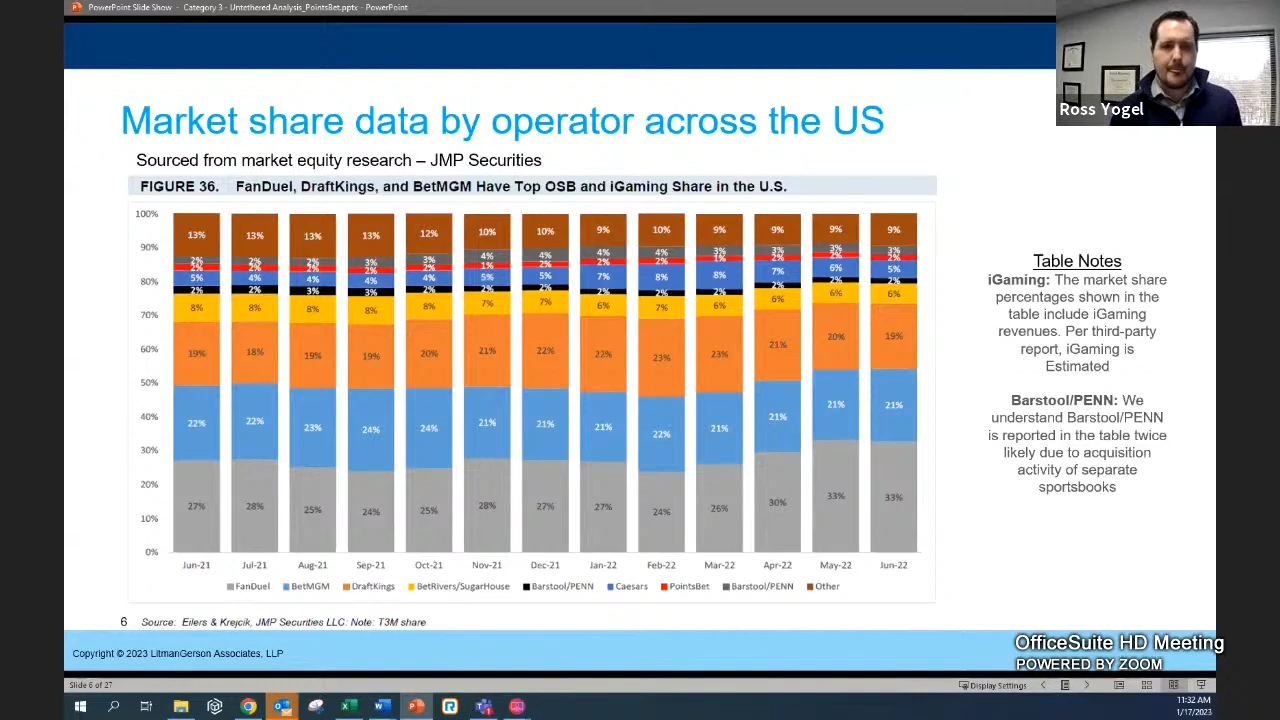 PowerPoint Slide Show - Category 3 - Untethered Analysis_PointsBet.pptx - PowerPoint
Ross Yogel
Market share data by operator across the US
Sourced from market equity research – JMP Securities
FIGURE 36. FanDuel, DraftKings, and BetMGM Have Top OSB and iGaming Share in the U.S.
100%
90%
80%
70%
60%
50%
40%
30%
20%
10%
0%
13% 13% 13% 13% 12% 10% 10% 9% 10% 9% 9% 9% 9%
2% 2% 2% 3% 3% 4% 4% 4% 4% 3% 3% 3% 3%
2% 2% 2% 2% 2% 1% 2% 2% 2% 1% 2% 2% 2%
5% 4% 4% 4% 4% 5% 5% 7% 8% 8% 7% 6% 5%
2% 2% 3% 3% 2% 2% 2% 2% 2% 2% 2% 2% 2%
8% 8% 8% 8% 8% 7% 7% 6% 7% 6% 6% 6% 6%
19% 18% 19% 19% 20% 21% 22% 22% 23% 23% 21% 20% 19%
22% 22% 23% 24% 24% 21% 21% 21% 22% 21% 21% 21% 21%
27% 28% 25% 24% 25% 28% 27% 27% 24% 26% 30% 33% 33%
Jun-21 Jul-21 Aug-21 Sep-21 Oct-21 Nov-21 Dec-21 Jan-22 Feb-22 Mar-22 Apr-22 May-22 Jun-22
FanDuel BetMGM DraftKings BetRivers/SugarHouse Barstool/PENN Caesars PointsBet Barstool/PENN Other
Table Notes
iGaming: The market share
percentages shown in the
table include iGaming
revenues. Per third-party
report, iGaming is
Estimated
Barstool/PENN: We
understand Barstool/PENN
is reported in the table twice
likely due to acquisition
activity of separate
sportsbooks
6 Source: Eilers & Krejcik, JMP Securities LLC. Note: T3M share
Copyright © 2023 LitmanGerson Associates, LLP
OfficeSuite HD Meeting
POWERED BY ZOOM
Slide 6 of 27
Display Settings
11:32 AM
1/17/2023